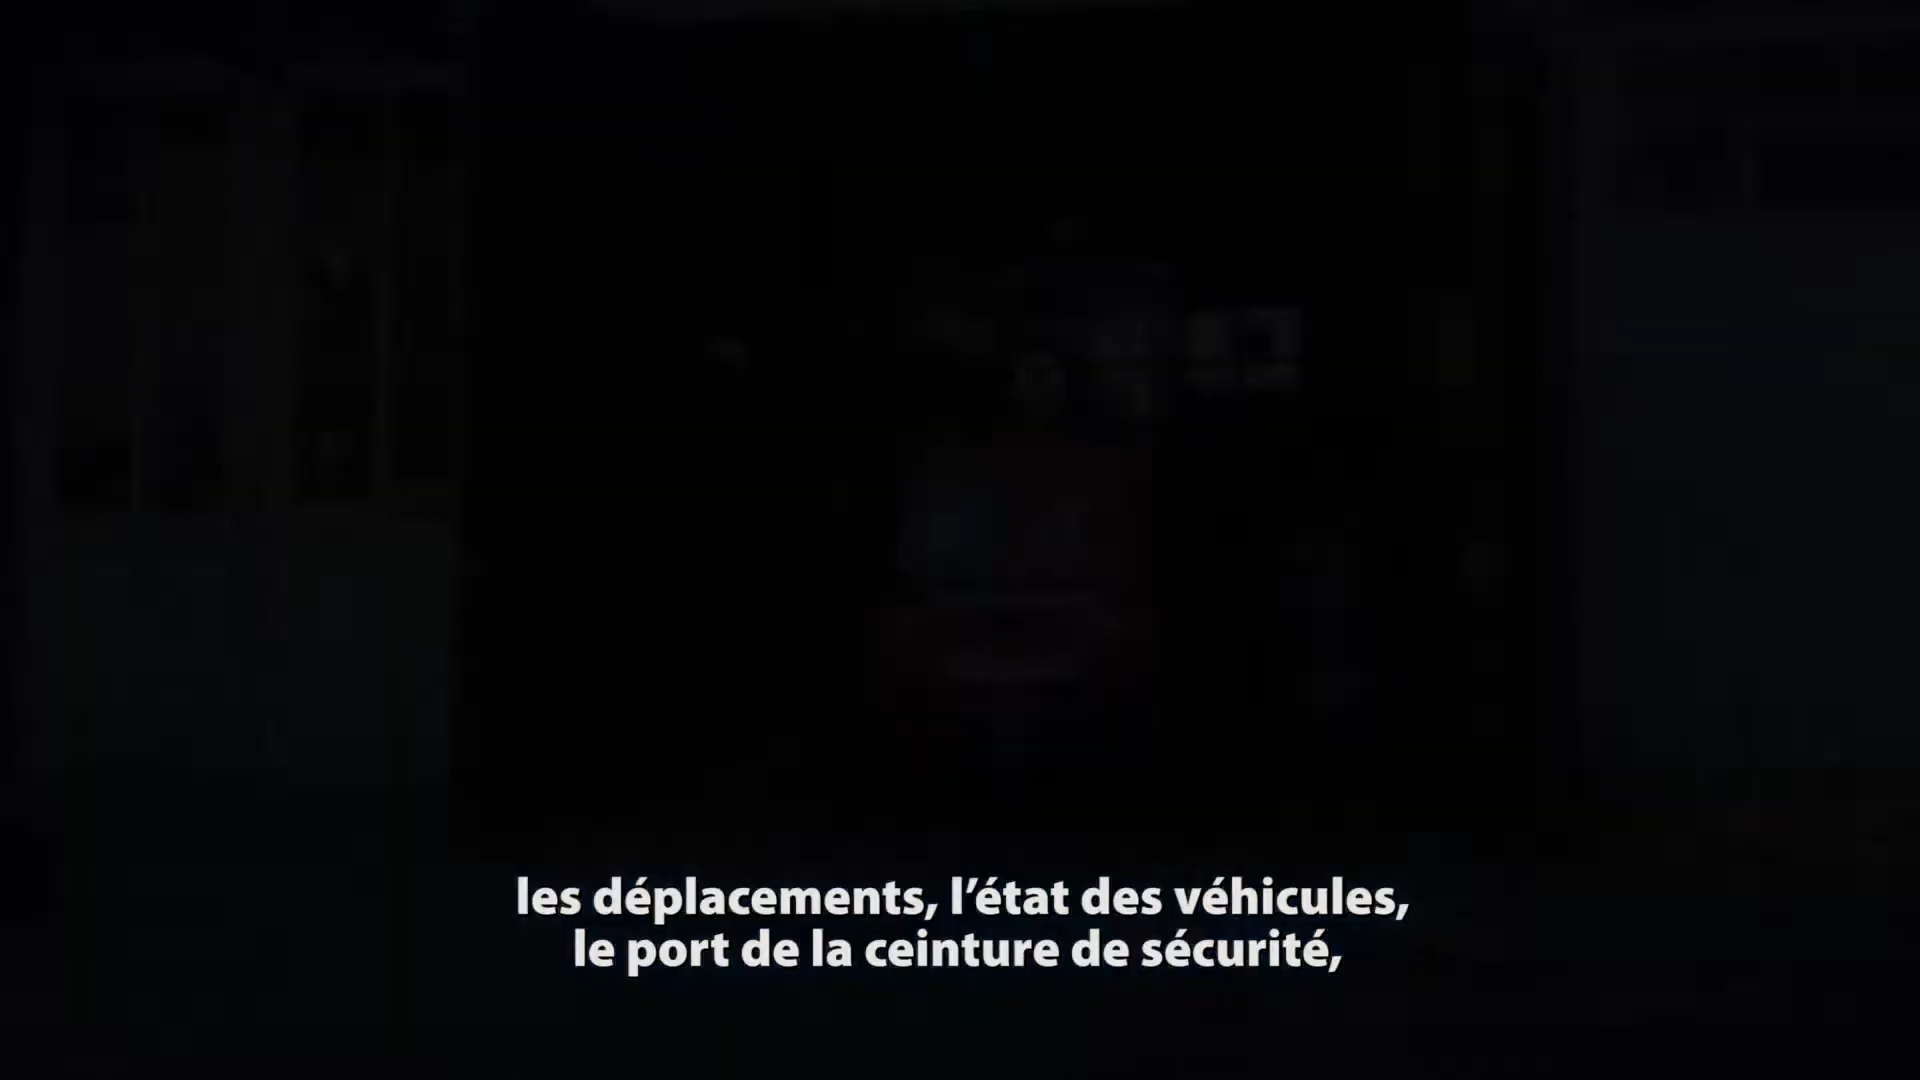 les déplacements, l’état des véhicules,
le port de la ceinture de sécurité,